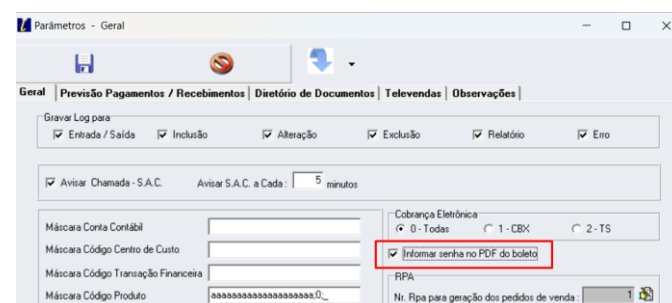 Parâmetros - Geral
Geral Previsão Pagamentos / Recebimentos Diretório de Documentos Televendas Observações
Gravar Log para
Entrada / Saída Inclusão Alteração Exclusão Relatório Erro
Avisar Chamada - S.A.C. Avisar S.A.C. a Cada : 5 minutos
Máscara Conta Contábil
Máscara Código Centro de Custo
Máscara Código Transação Financeira
Máscara Código Produto aaaaaaaaaaaaaaaaaaaa;0;_
Cobrança Eletrônica
0 - Todas 1 - CBX 2 - TS
Informar senha no PDF do boleto
RPA
Nr. Rpa para geração dos pedidos de venda : 1